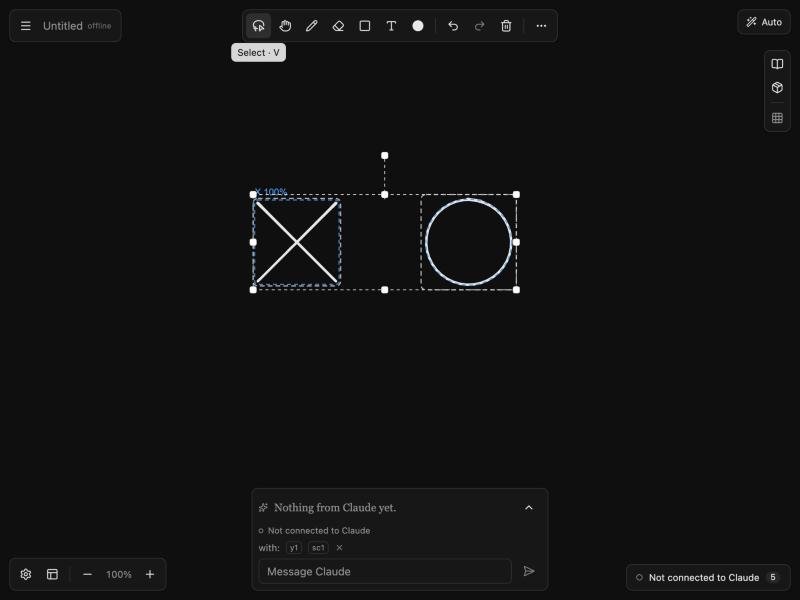 Untitled offline
T
Auto
Select · V
X 100%
Nothing from Claude yet.
Not connected to Claude
with: y1 sc1
Message Claude
100%
Not connected to Claude 5